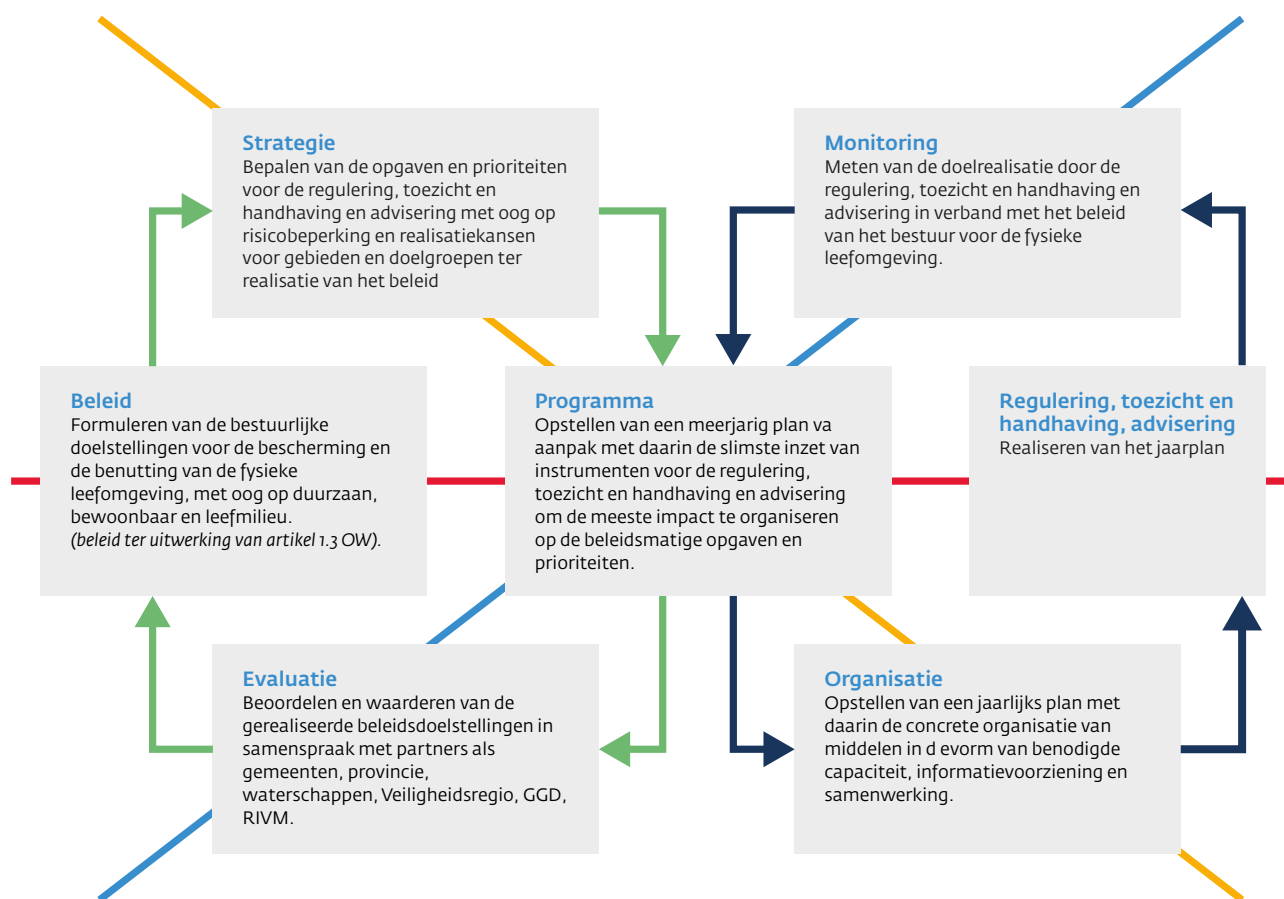 Strategie
Bepalen van de opgaven en prioriteiten
voor de regulering, toezicht en
handhaving en advisering met oog op
risicobeperking en realisatiekansen
voor gebieden en doelgroepen ter
realisatie van het beleid
Monitoring
Meten van de doelrealisatie door de
regulering, toezicht en handhaving en
advisering in verband met het beleid
van het bestuur voor de fysieke
leefomgeving.
Beleid
Formuleren van de bestuurlijke
doelstellingen voor de bescherming en
de benutting van de fysieke
leefomgeving, met oog op duurzaan,
bewoonbaar en leefmilieu.
(beleid ter uitwerking van artikel 1.3 OW).
Programma
Opstellen van een meerjarig plan va
aanpak met daarin de slimste inzet van
instrumenten voor de regulering,
toezicht en handhaving en advisering
om de meeste impact te organiseren
op de beleidsmatige opgaven en
prioriteiten.
Regulering, toezicht en
handhaving, advisering
Realiseren van het jaarplan
Evaluatie
Beoordelen en waarderen van de
gerealiseerde beleidsdoelstellingen in
samenspraak met partners als
gemeenten, provincie,
waterschappen, Veiligheidsregio, GGD,
RIVM.
Organisatie
Opstellen van een jaarlijks plan met
daarin de concrete organisatie van
middelen in d evorm van benodigde
capaciteit, informatievoorziening en
samenwerking.